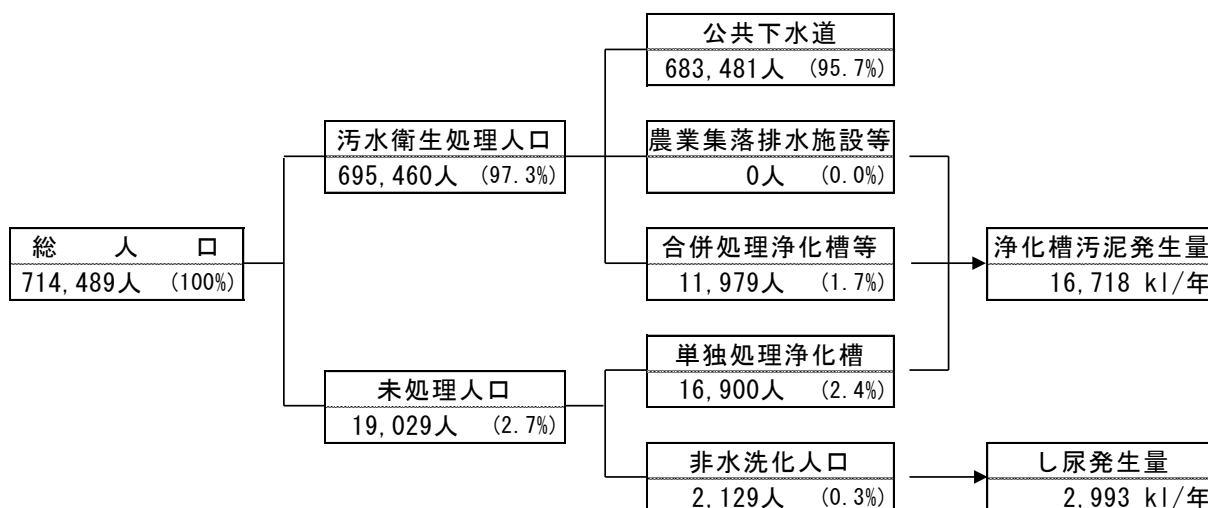 公共下水道
683,481人 (95.7%)
汚水衛生処理人口
695,460人 (97.3%)
農業集落排水施設等
0人 (0.0%)
総人口
714,489人 (100%)
合併処理浄化槽等
11,979人 (1.7%)
浄化槽汚泥発生量
16,718 kl/年
単独処理浄化槽
16,900人 (2.4%)
未処理人口
19,029人 (2.7%)
非水洗化人口
2,129人 (0.3%)
し尿発生量
2,993 kl/年